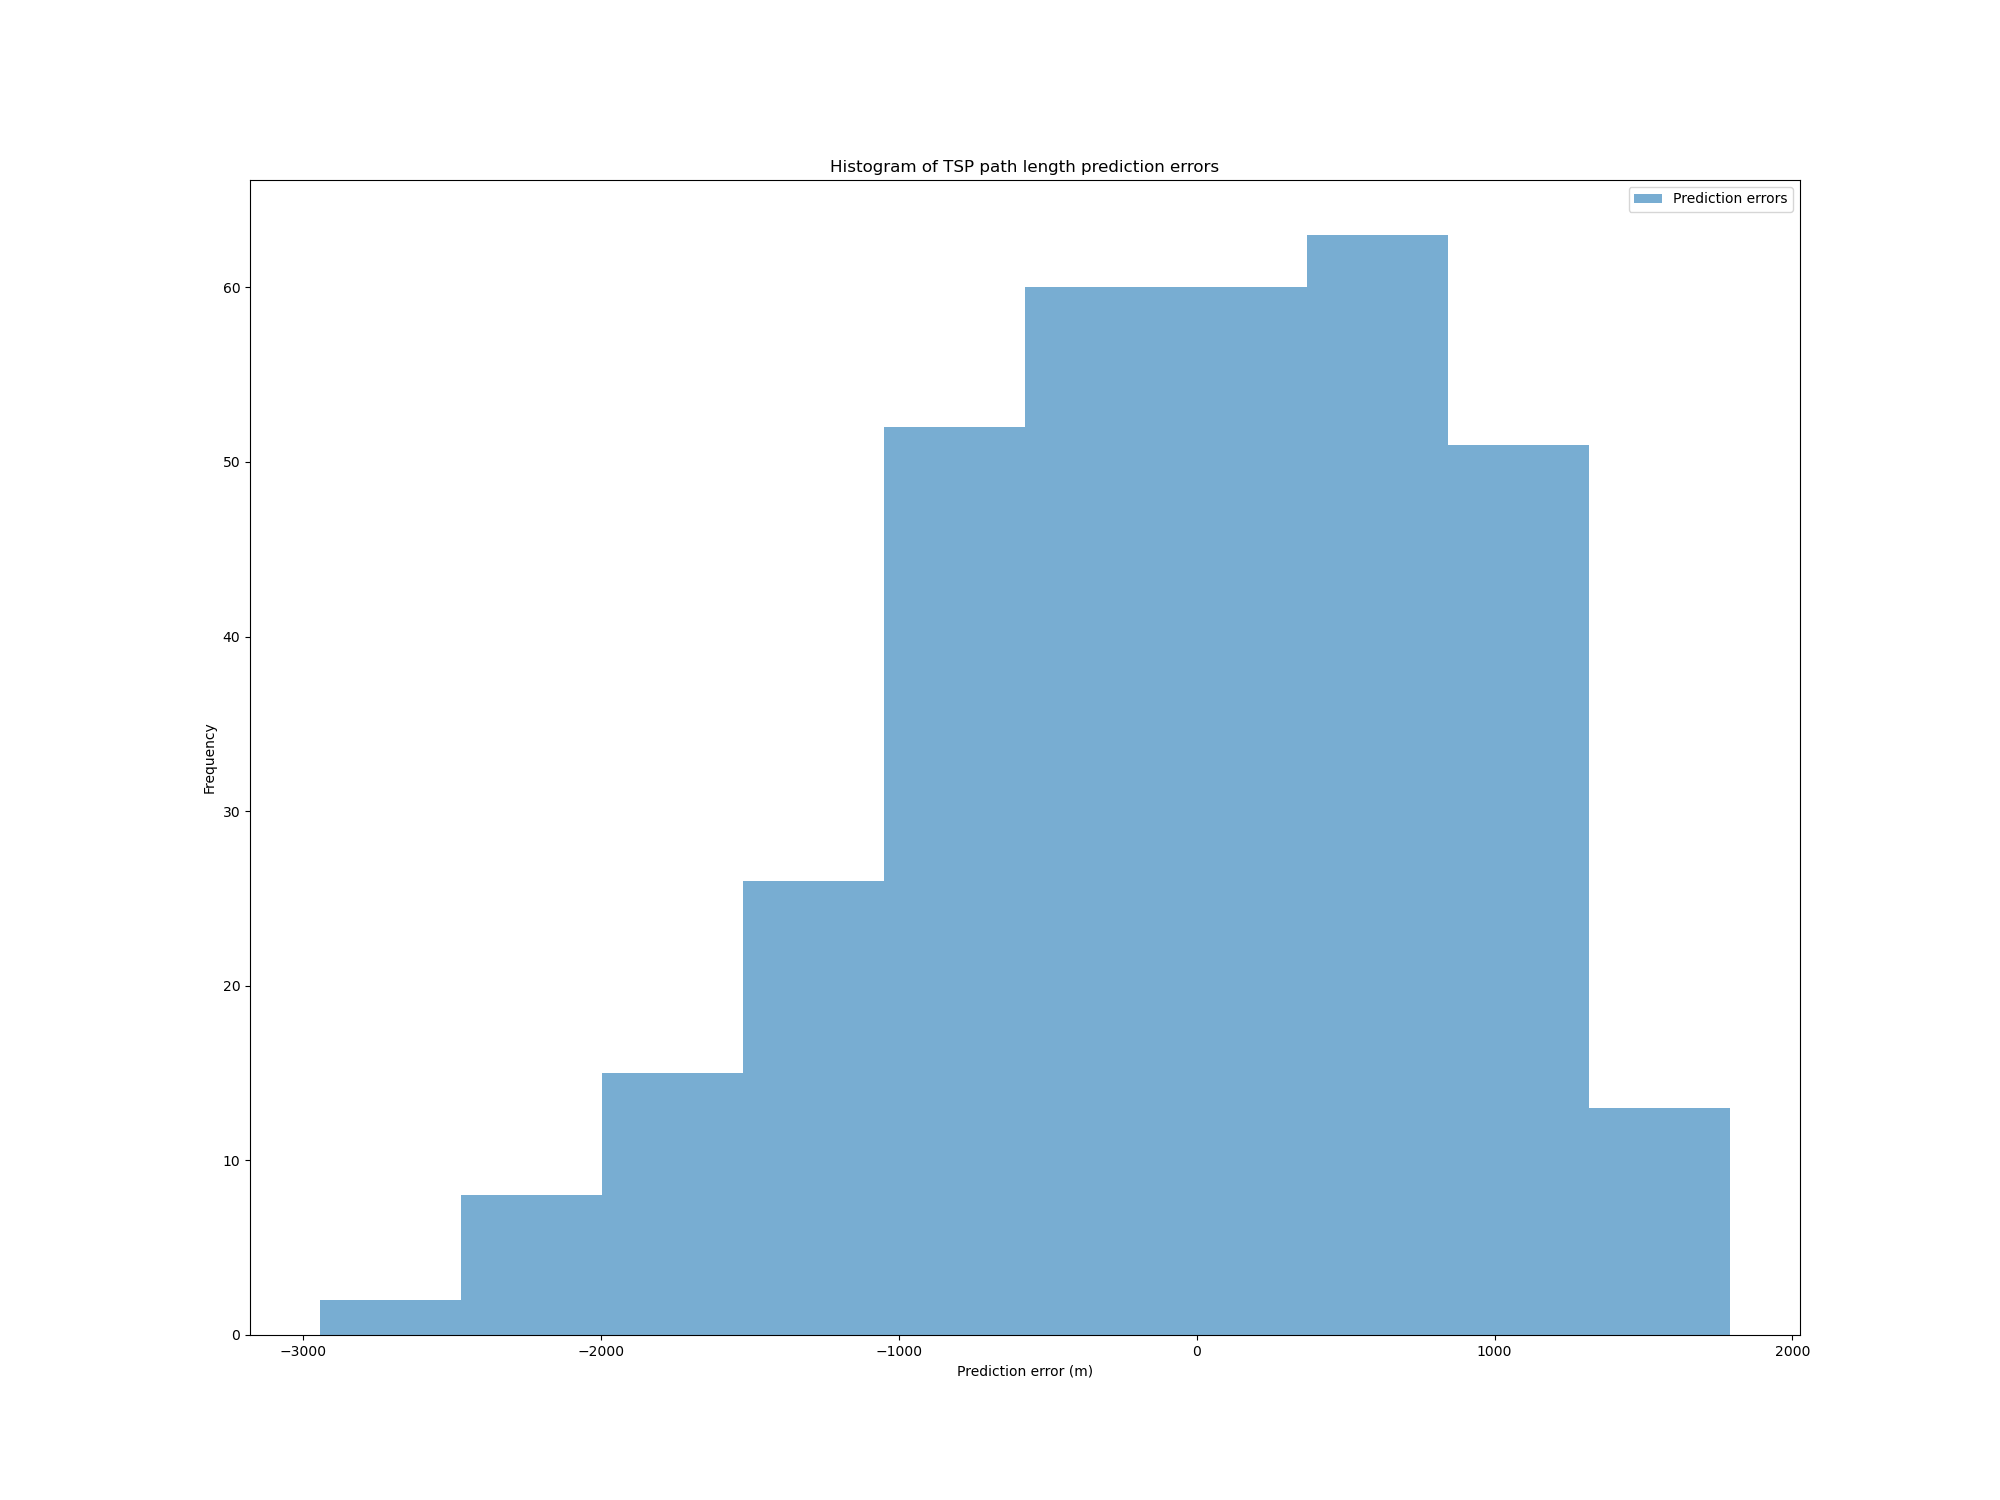 Histogram of TSP path length prediction errors
Prediction errors
60
50
40
30
20
10
0
Frequency
−3000 −2000 −1000 0 1000 2000
Prediction error (m)